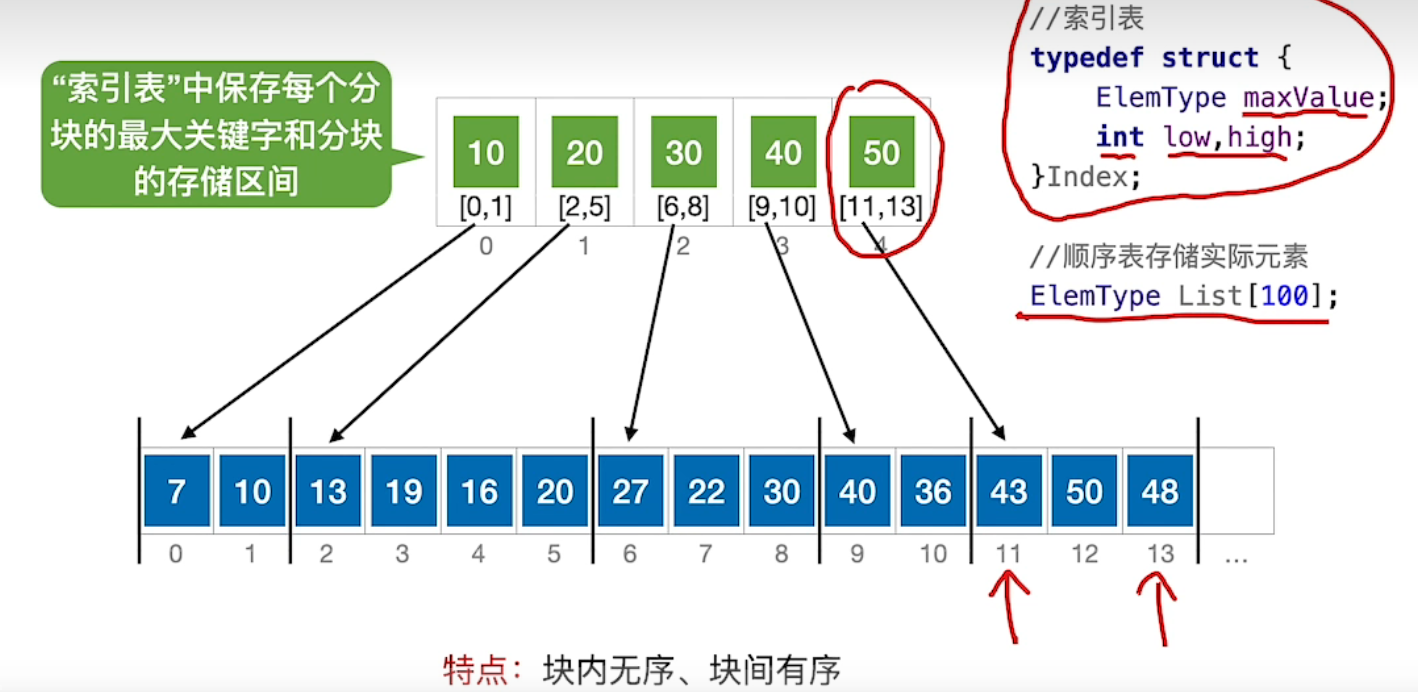 //索引表
typedef struct {
ElemType maxValue;
int low,high;
}Index;
“索引表”中保存每个分
块的最大关键字和分块
的存储区间
10 20 30 40 50
[0,1] [2,5] [6,8] [9,10] [11,13]
0 1 2 3 4
//顺序表存储实际元素
ElemType List[100];
7 10 13 19 16 20 27 22 30 40 36 43 50 48
0 1 2 3 4 5 6 7 8 9 10 11 12 13 ...
特点：块内无序、块间有序